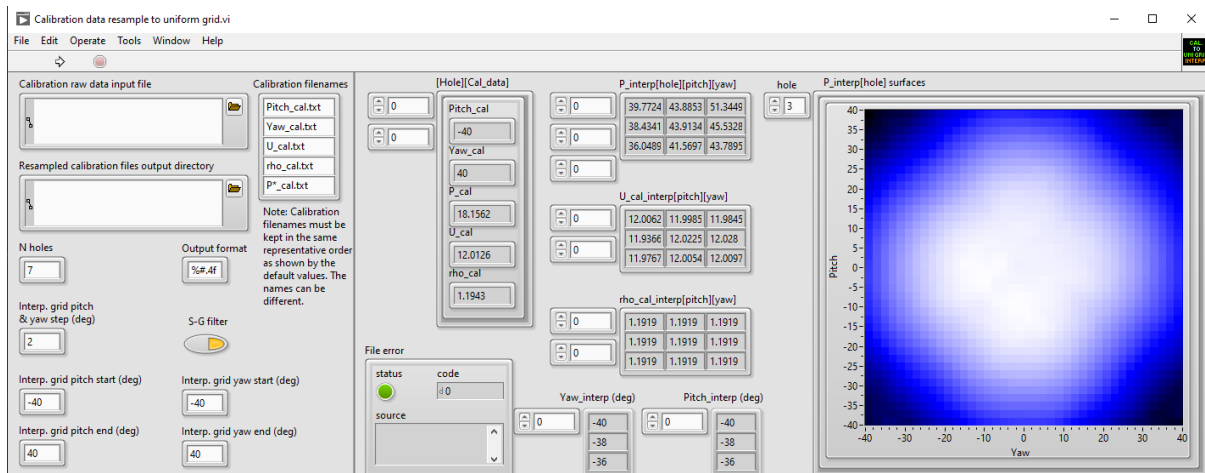 Calibration data resample to uniform grid.vi
File Edit Operate Tools Window Help
CAL.
TO
UNI GRID
INTERP
Calibration raw data input file
Resampled calibration files output directory
N holes
7
Output format
%#.4f
Interp. grid pitch
& yaw step (deg)
2
S-G filter
Interp. grid pitch start (deg)
-40
Interp. grid yaw start (deg)
-40
Interp. grid pitch end (deg)
40
Interp. grid yaw end (deg)
40
Calibration filenames
Pitch_cal.txt
Yaw_cal.txt
U_cal.txt
rho_cal.txt
P*_cal.txt
Note: Calibration
filenames must be
kept in the same
representative order
as shown by the
default values. The
names can be
different.
[Hole][Cal_data]
0
0
Pitch_cal
-40
Yaw_cal
40
P_cal
18.1562
U_cal
12.0126
rho_cal
1.1943
File error
status code
d 0
source
P_interp[hole][pitch][yaw]
0
0
0
39.7724 43.8853 51.3449
38.4341 43.9134 45.5328
36.0489 41.5697 43.7895
U_cal_interp[pitch][yaw]
0
0
12.0062 11.9985 11.9845
11.9366 12.0225 12.028
11.9767 12.0054 12.0097
rho_cal_interp[pitch][yaw]
0
0
1.1919 1.1919 1.1919
1.1919 1.1919 1.1919
1.1919 1.1919 1.1919
Yaw_interp (deg)
0
-40
-38
-36
Pitch_interp (deg)
0
-40
-38
-36
hole
3
P_interp[hole] surfaces
Pitch
40
35
30
25
20
15
10
5
0
-5
-10
-15
-20
-25
-30
-35
-40
-40 -30 -20 -10 0 10 20 30 40
Yaw